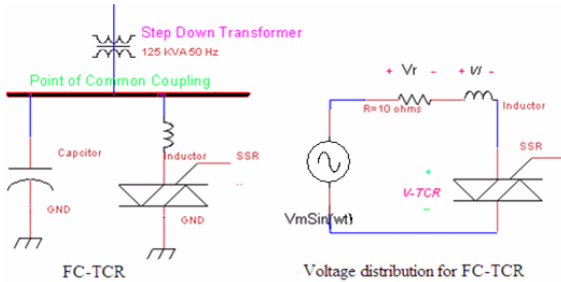 Step Down Transformer
125 KVA 50 Hz
Point of Common Coupling
Capcitor
Inductor
SSR
GND
GND
FC-TCR
+ Vr -
+ Vl -
R=10 ohms
Inductor
SSR
+
V-TCR
-
VmSin(wt)
Voltage distribution for FC-TCR